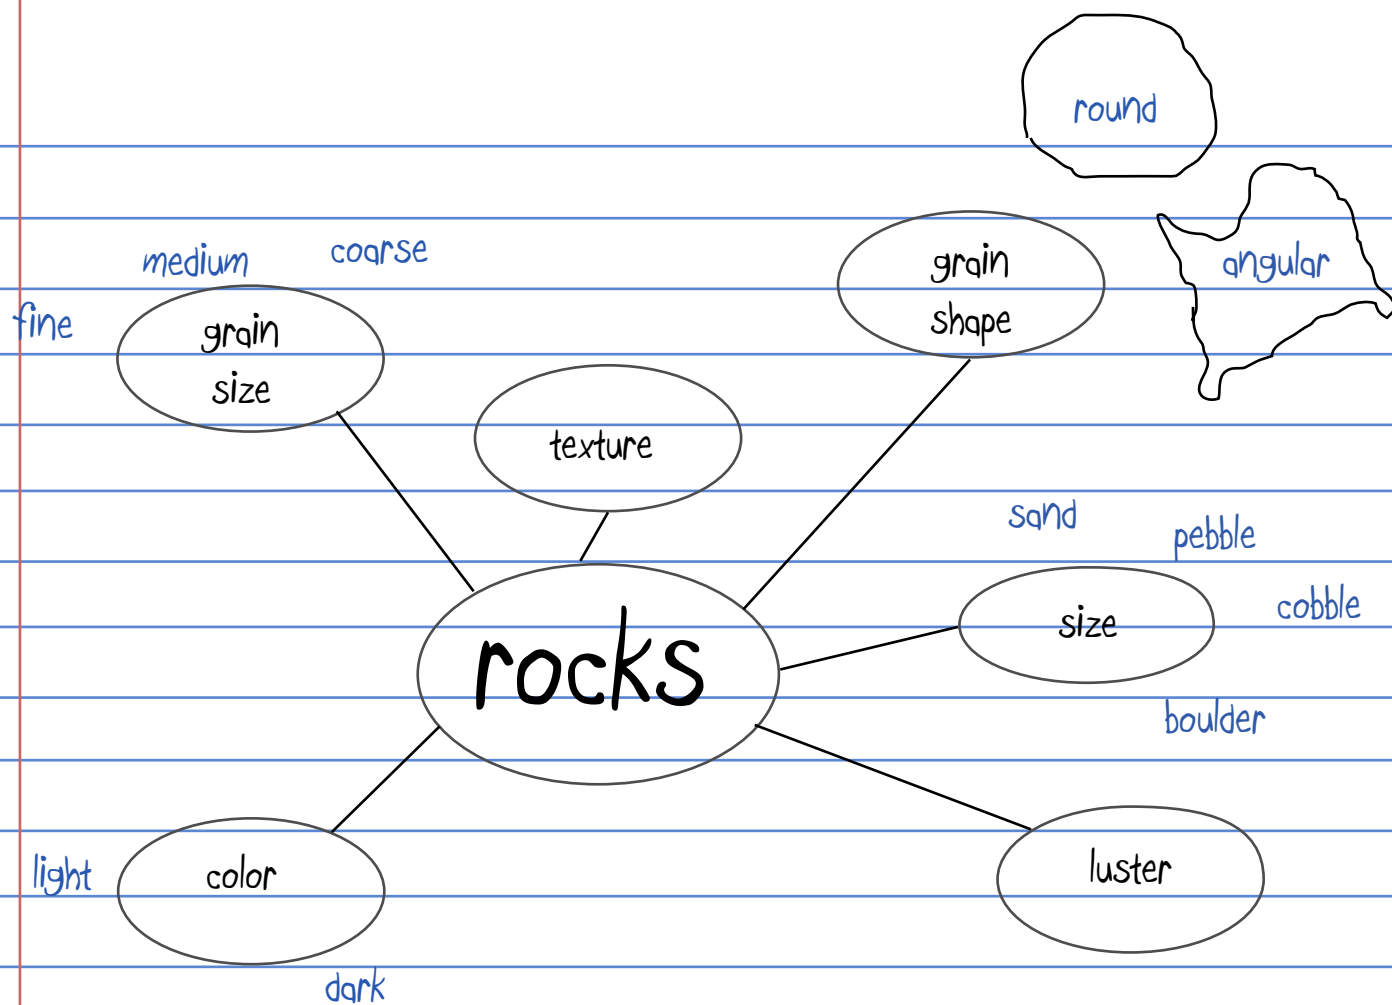 round
medium
coarse
grain
shape
angular
fine
grain
size
texture
sand
pebble
cobble
size
rocks
boulder
light
color
luster
dark